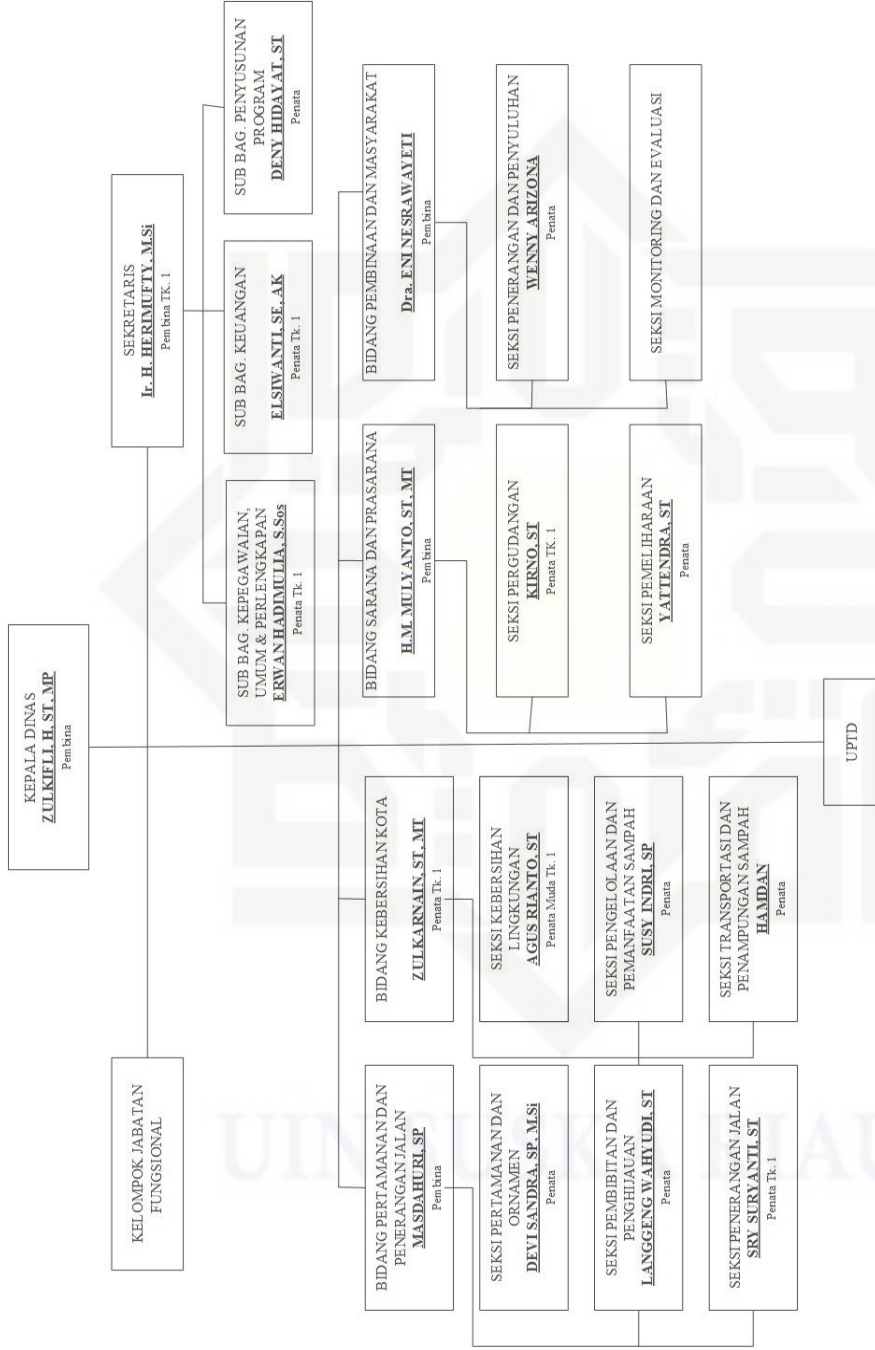 KEPALA DINAS
ZULKIFLI, H, ST, MP
Pembina
KELOMPOK JABATAN
FUNGSIONAL
SEKRETARIS
Ir. H. HERIMUFTY, M.Si
Pembina TK. 1
SUB BAG. KEPEGAWAIAN,
UMUM & PERLENGKAPAN
ERWAN HADIMULIA, S.Sos
Penata Tk. 1
SUB BAG. KEUANGAN
ELSIWANTI, SE, AK
Penata Tk. 1
SUB BAG. PENYUSUNAN
PROGRAM
DENY HIDAYAT, ST
Penata
BIDANG PERTAMANAN DAN
PENERANGAN JALAN
MASDAHURI, SP
Pembina
BIDANG KEBERSIHAN KOTA
ZULKARNAIN, ST, MT
Penata Tk. 1
BIDANG SARANA DAN PRASARANA
H.M. MULYANTO, ST, MT
Pembina
BIDANG PEMBINAAN DAN MASYARAKAT
Dra. ENI NESRAWAYETI
Pembina
SEKSI PERTAMANAN DAN
ORNAMEN
DEVI SANDRA, SP, M.Si
Penata
SEKSI KEBERSIHAN
LINGKUNGAN
AGUS RIANTO, ST
Penata Muda Tk. 1
SEKSI PERGUDANGAN
KIRNO, ST
Penata TK. 1
SEKSI PENERANGAN DAN PENYULUHAN
WENNY ARIZONA
Penata
SEKSI PEMBIBITAN DAN
PENGHIJAUAN
LANGGENG WAHYUDI, ST
Penata
SEKSI PENGELOLAAN DAN
PEMANFAATAN SAMPAH
SUSY INDRI, SP
Penata
SEKSI PEMELIHARAAN
YATTENDRA, ST
Penata
SEKSI MONITORING DAN EVALUASI
SEKSI PENERANGAN JALAN
SRY SURYANTI, ST
Penata Tk. 1
SEKSI TRANSPORTASI DAN
PENAMPUNGAN SAMPAH
HAMDAN
Penata
UPTD
UIN SUSKA RIAU